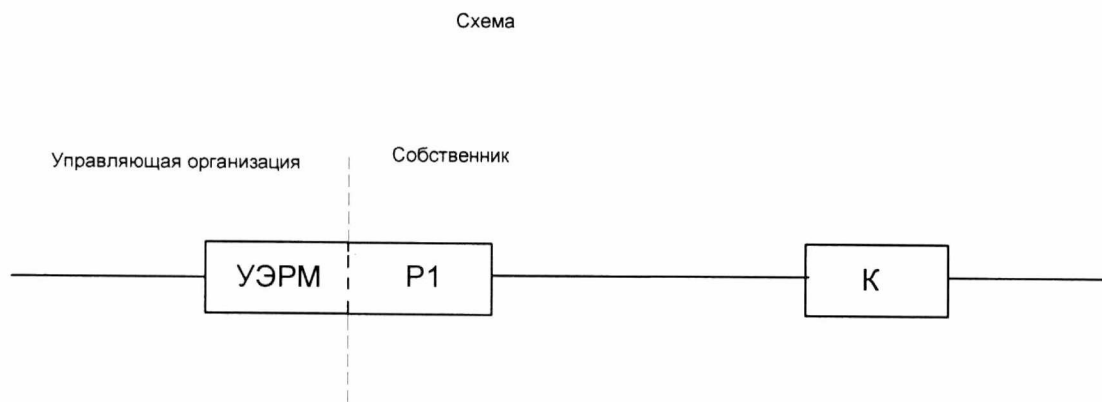 Схема
Управляющая организация
Собственник
УЭРМ
Р1
К